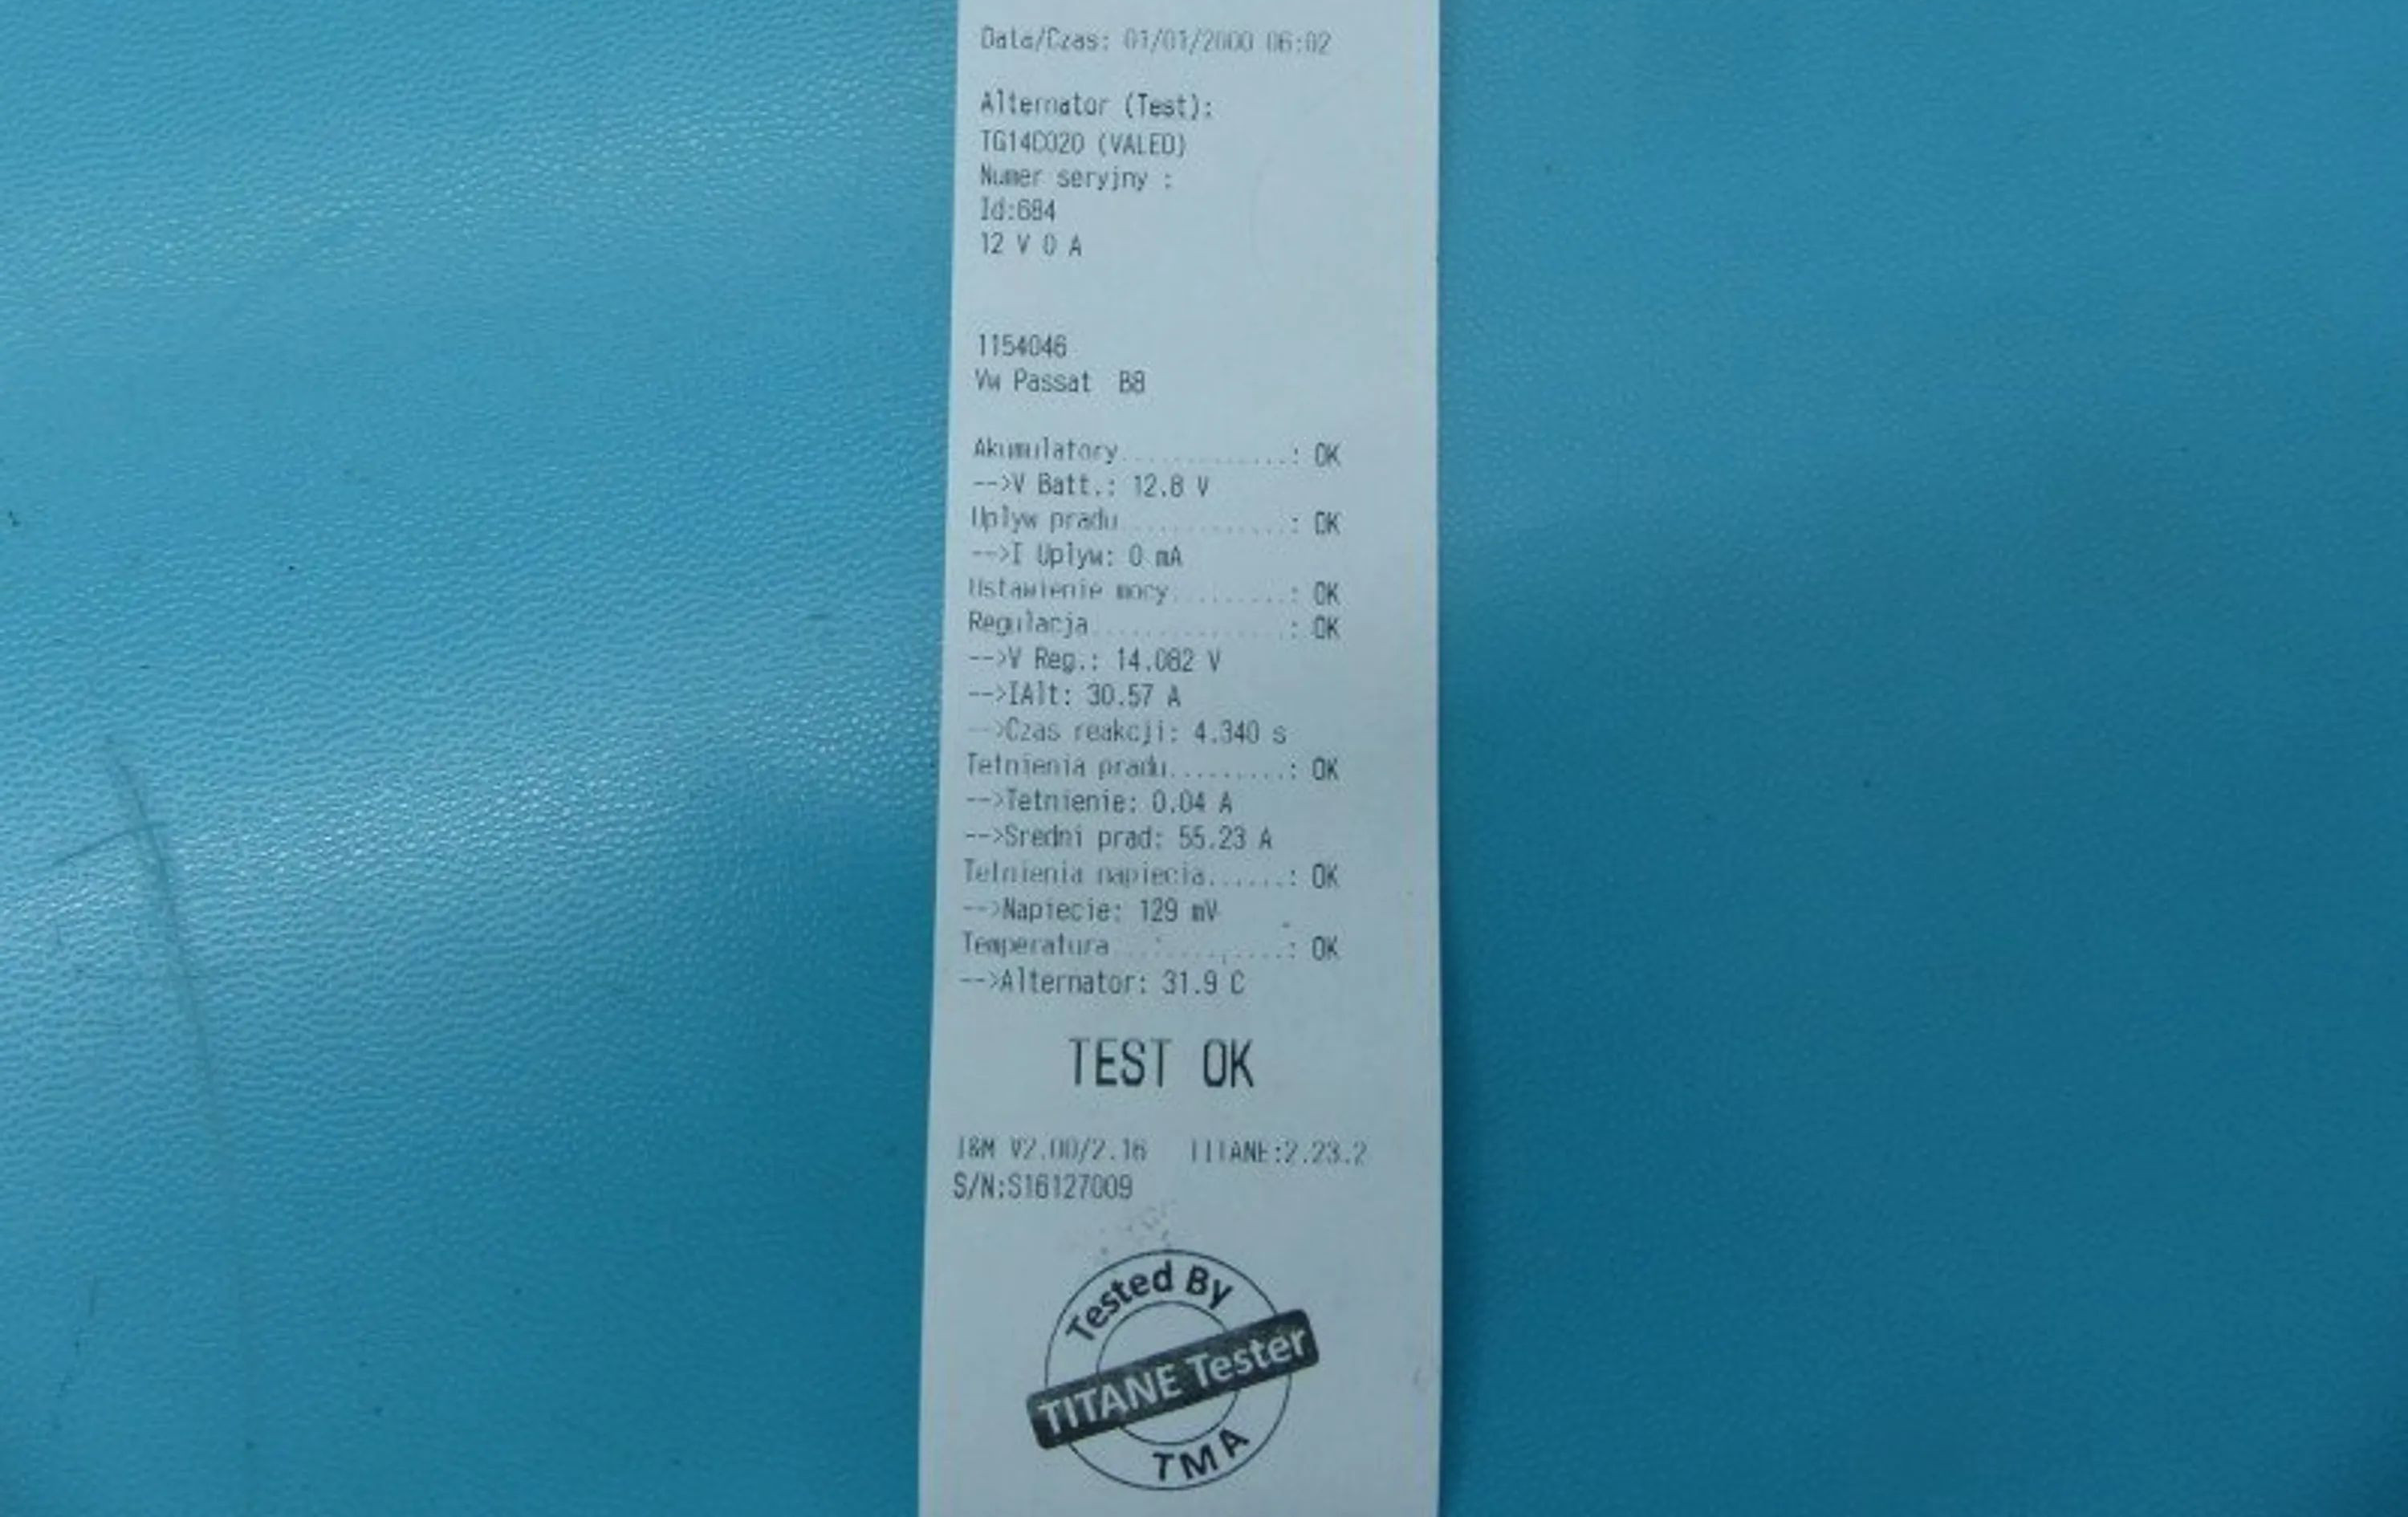 Data/Czas: 01/01/2000 06:02
Alternator (Test):
TG14C020 (VALEO)
Numer seryjny :
Id:684
12 V 0 A
1154046
Vw Passat  B8
Akumulatory.............: OK
-->V Batt.: 12.8 V
Uplyw pradu.............: OK
-->I Uplyw: 0 mA
Ustawienie mocy.........: OK
Regulacja...............: OK
-->V Reg.: 14.082 V
-->IAlt: 30.57 A
-->Czas reakcji: 4.340 s
Tetnienia pradu.........: OK
-->Tetnienie: 0.04 A
-->Sredni prad: 55.23 A
Tetnienia napiecia......: OK
-->Napiecie: 129 mV
Temperatura.............: OK
-->Alternator: 31.9 C
TEST OK
I&M V2.00/2.16   TITANE:2.23.2
S/N:S16127009
Tested By
TITANE Tester
TMA